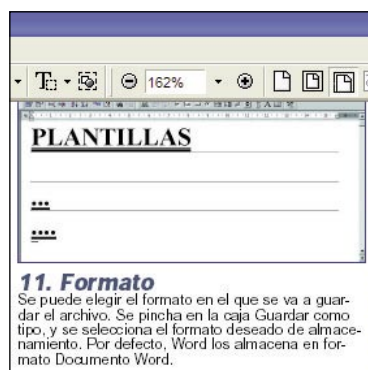 162%
PLANTILLAS
...
....
11. Formato
Se puede elegir el formato en el que se va a guar-
dar el archivo. Se pincha en la caja Guardar como
tipo, y se selecciona el formato deseado de almace-
namiento. Por defecto, Word los almacena en for-
mato Documento Word.